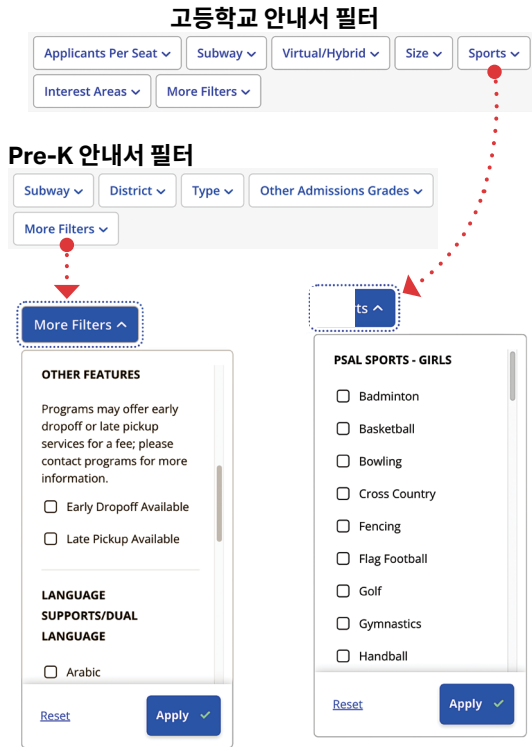 고등학교 안내서 필터
Applicants Per Seat
Subway
Virtual/Hybrid
Size
Sports
Interest Areas
More Filters
Pre-K 안내서 필터
Subway
District
Type
Other Admissions Grades
More Filters
More Filters
OTHER FEATURES
Programs may offer early
dropoff or late pickup
services for a fee; please
contact programs for more
information.
Early Dropoff Available
Late Pickup Available
LANGUAGE
SUPPORTS/DUAL
LANGUAGE
Arabic
Reset
Apply
ts
PSAL SPORTS - GIRLS
Badminton
Basketball
Bowling
Cross Country
Fencing
Flag Football
Golf
Gymnastics
Handball
Reset
Apply